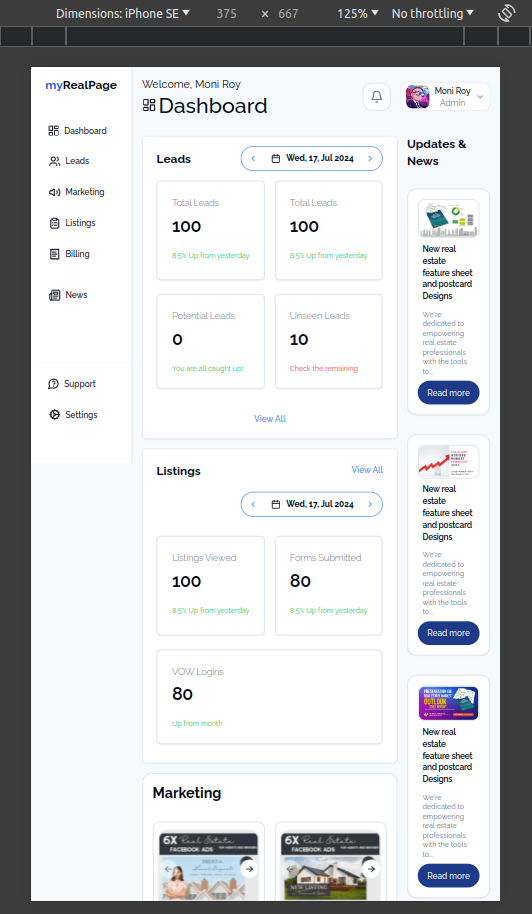 Dimensions: iPhone SE 375 × 667 125% No throttling
myRealPage
Dashboard
Leads
Marketing
Listings
Billing
News
Support
Settings
Welcome, Moni Roy
Dashboard
Moni Roy
Admin
Leads
Wed, 17, Jul 2024
Total Leads
100
8.5% Up from yesterday
Total Leads
100
8.5% Up from yesterday
Potential Leads
0
You are all caught up!
Unseen Leads
10
Check the remaining
View All
Listings
View All
Wed, 17, Jul 2024
Listings Viewed
100
8.5% Up from yesterday
Forms Submitted
80
8.5% Up from yesterday
VOW Logins
80
Up from month
Marketing
6X Real Estate
FACEBOOK ADS
6X Real Estate
FACEBOOK ADS
NEW LISTING
Updates &
News
New real
estate
feature sheet
and postcard
Designs
We're
dedicated to
empowering
real estate
professionals
with the tools
to...
Read more
New real
estate
feature sheet
and postcard
Designs
We're
dedicated to
empowering
real estate
professionals
with the tools
to...
Read more
PRESENTATION OF
REAL ESTATE MARKET
OUTLOOK
New real
estate
feature sheet
and postcard
Designs
We're
dedicated to
empowering
real estate
professionals
with the tools
to...
Read more